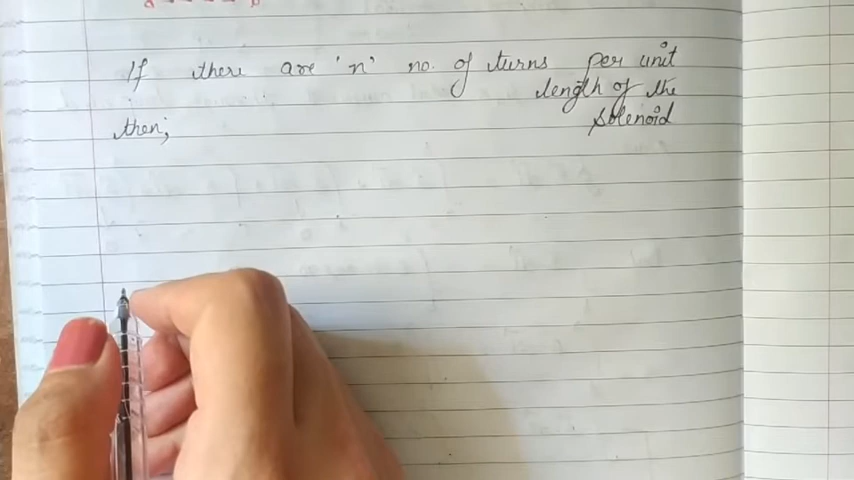 If there are 'n' no. of turns per unit
length of the
solenoid
then;